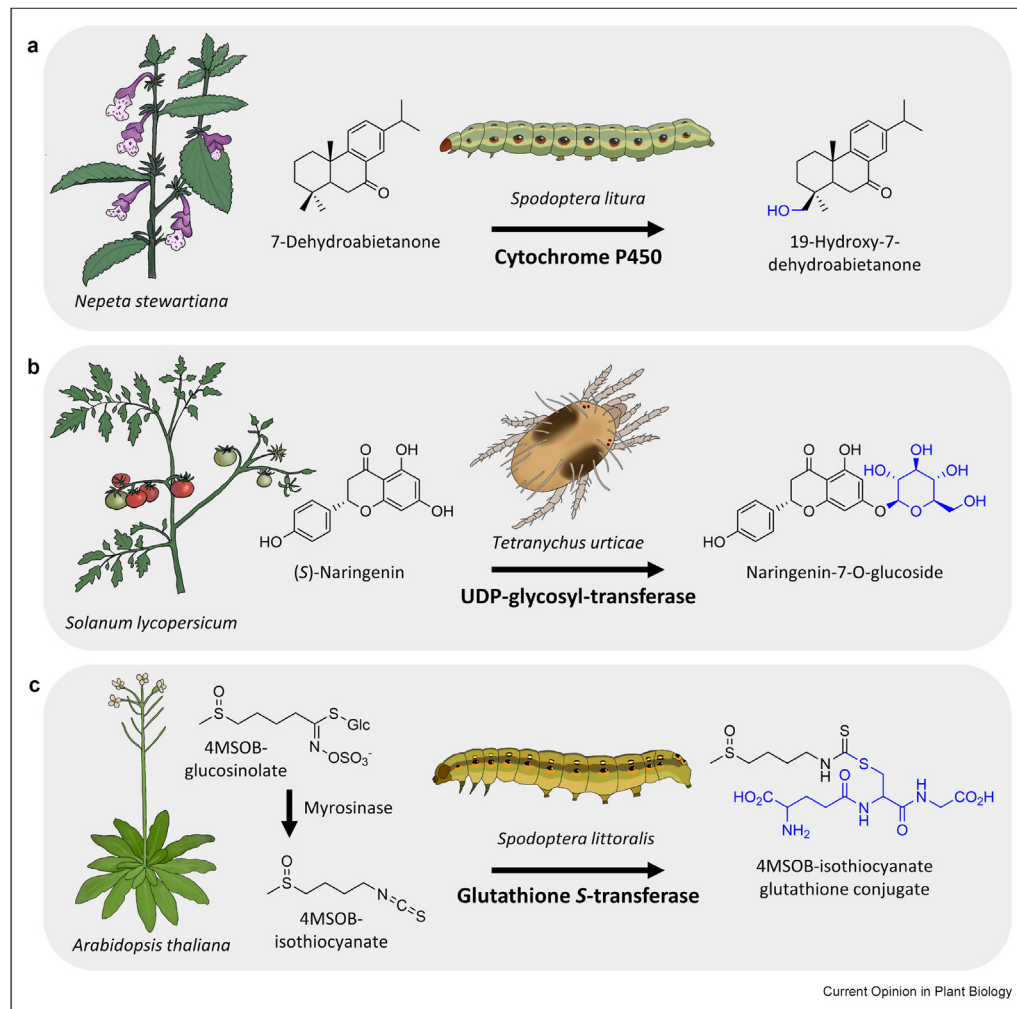 a
Nepeta stewartiana
7-Dehydroabietanone
Spodoptera litura
Cytochrome P450
HO
O
O
19-Hydroxy-7-
dehydroabietanone
b
Solanum lycopersicum
O
OH
O
OH
HO
(S)-Naringenin
Tetranychus urticae
UDP-glycosyl-transferase
O
OH
O
O
HO
OH
HO
OH
O
OH
Naringenin-7-O-glucoside
c
Arabidopsis thaliana
O
S
S
Glc
N
OSO₃⁻
4MSOB-
glucosinolate
Myrosinase
O
S
N=C=S
4MSOB-
isothiocyanate
Spodoptera littoralis
Glutathione S-transferase
O
S
S
N
H
S
HO₂C
NH₂
O
N
H
O
H
N
CO₂H
4MSOB-isothiocyanate
glutathione conjugate
Current Opinion in Plant Biology